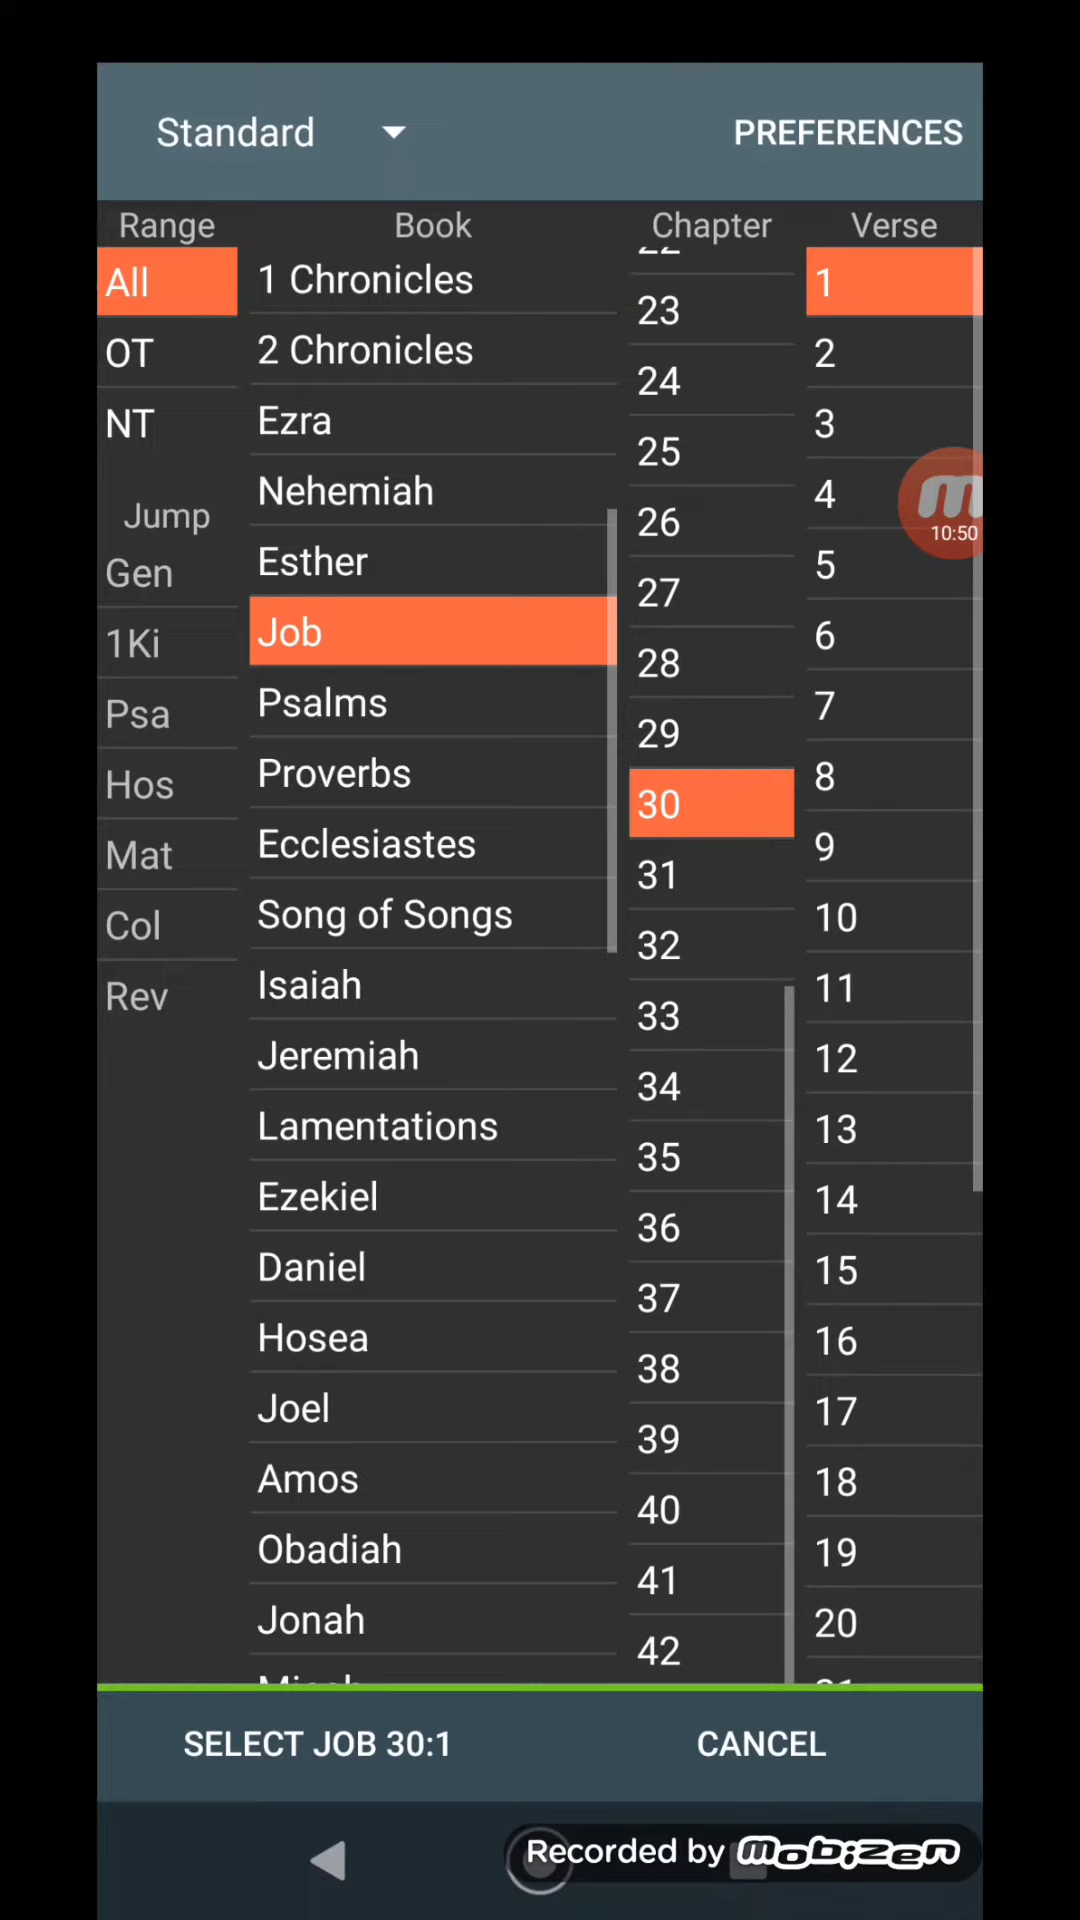 Standard PREFERENCES
Range Book Chapter Verse
All
OT
NT
Jump
Gen
1Ki
Psa
Hos
Mat
Col
Rev
1 Chronicles
2 Chronicles
Ezra
Nehemiah
Esther
Job
Psalms
Proverbs
Ecclesiastes
Song of Songs
Isaiah
Jeremiah
Lamentations
Ezekiel
Daniel
Hosea
Joel
Amos
Obadiah
Jonah
23
24
25
26
27
28
29
30
31
32
33
34
35
36
37
38
39
40
41
42
1
2
3
4
5
6
7
8
9
10
11
12
13
14
15
16
17
18
19
20
m
10:50
SELECT JOB 30:1 CANCEL
Recorded by mobizen